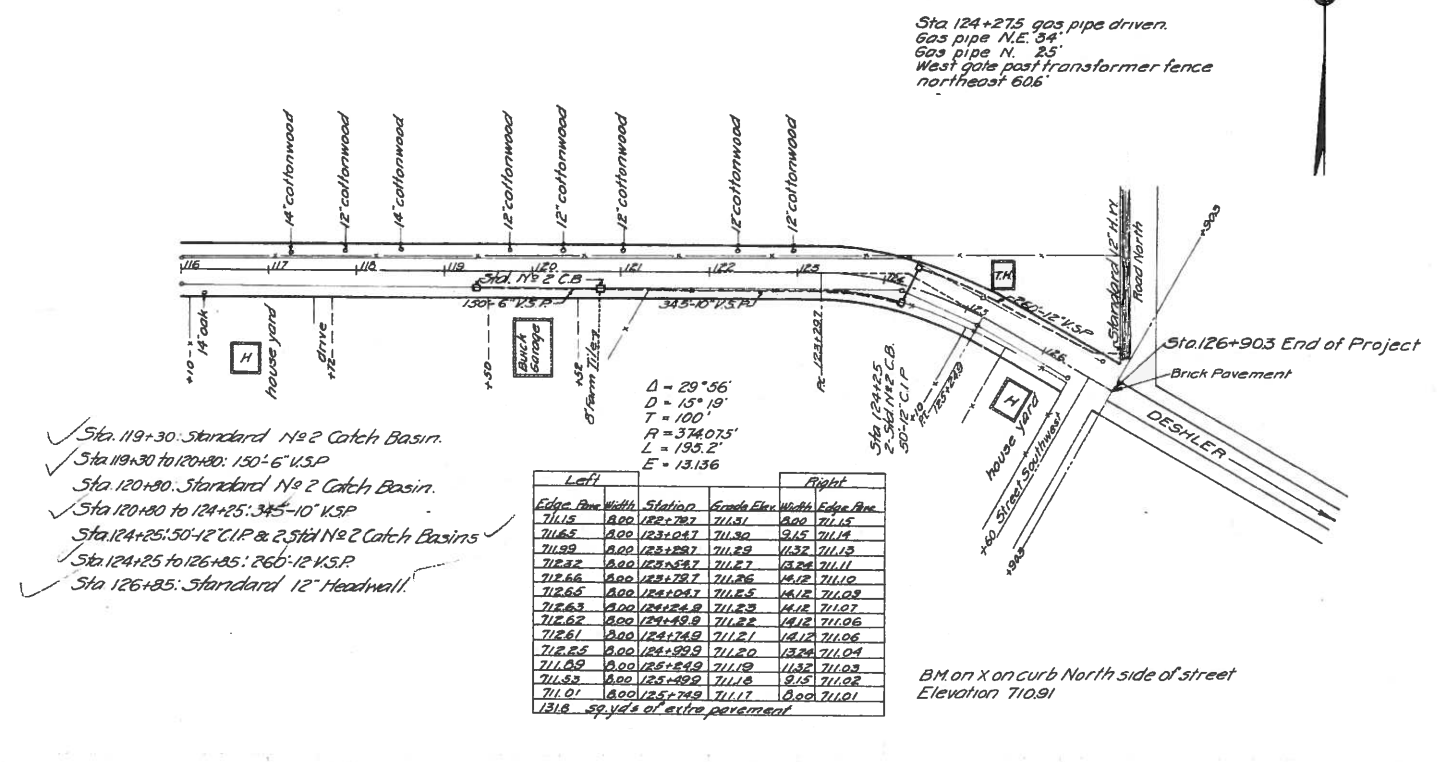 Sta. 124+27.5 gas pipe driven.
Gas pipe N.E. 34'
Gas pipe N. 25'
West gate post transformer fence
northeast 60.6'
14" cottonwood
12" cottonwood
14" cottonwood
12" cottonwood
12" cottonwood
12" cottonwood
12" cottonwood
12" cottonwood
116
117
118
119
120
121
122
123
124
125
126
Std. No 2 C.B.
150-6" V.S.P.
345-10" V.S.P.
260-12" V.S.P.
T.H.
Standard 12" H.W.
Road North
+90.3
+10
14" oak
H
house yard
drive
+72
+50
Buick
Garage
+52
8" Farm Tile
P.C. 123+29.7
Sta 124+25
2-Std No 2 C.B.
50'-12" C.I.P
+10
P.T. 125+24.9
H
house yard
Street Southwest
+60
+90.3
Sta. 126+90.3 End of Project
Brick Pavement
DESHLER
Δ = 29°56'
D = 15°19'
T = 100'
R = 374.075'
L = 195.2'
E = 13.136
✓ Sta. 119+30: Standard No 2 Catch Basin.
✓ Sta 119+30 to 120+80: 150'-6" V.S.P
Sta. 120+80: Standard No 2 Catch Basin.
✓ Sta 120+80 to 124+25: 345-10" V.S.P
Sta. 124+25: 50'-12" C.I.P & 2 Std No 2 Catch Basins ✓
✓ Sta 124+25 to 126+85: 260'-12 V.S.P.
✓ Sta 126+85: Standard 12" Headwall.
Left Right
Edge Pave Width Station Grade Elev. Width Edge Pave
711.15 8.00 122+79.7 711.31 8.00 711.15
711.65 8.00 123+04.7 711.30 9.15 711.14
711.99 8.00 123+29.7 711.29 11.32 711.13
712.32 8.00 123+54.7 711.27 13.24 711.11
712.66 8.00 123+79.7 711.26 14.12 711.10
712.65 8.00 124+04.7 711.25 14.12 711.09
712.63 8.00 124+24.9 711.23 14.12 711.07
712.62 8.00 124+49.9 711.22 14.12 711.06
712.61 8.00 124+74.9 711.21 14.12 711.06
712.25 8.00 124+99.9 711.20 13.24 711.04
711.89 8.00 125+24.9 711.19 11.32 711.03
711.53 8.00 125+49.9 711.18 9.15 711.02
711.01 8.00 125+74.9 711.17 8.00 711.01
131.8 sq. yds of extra pavement
B.M. on X on curb North side of street
Elevation 710.91